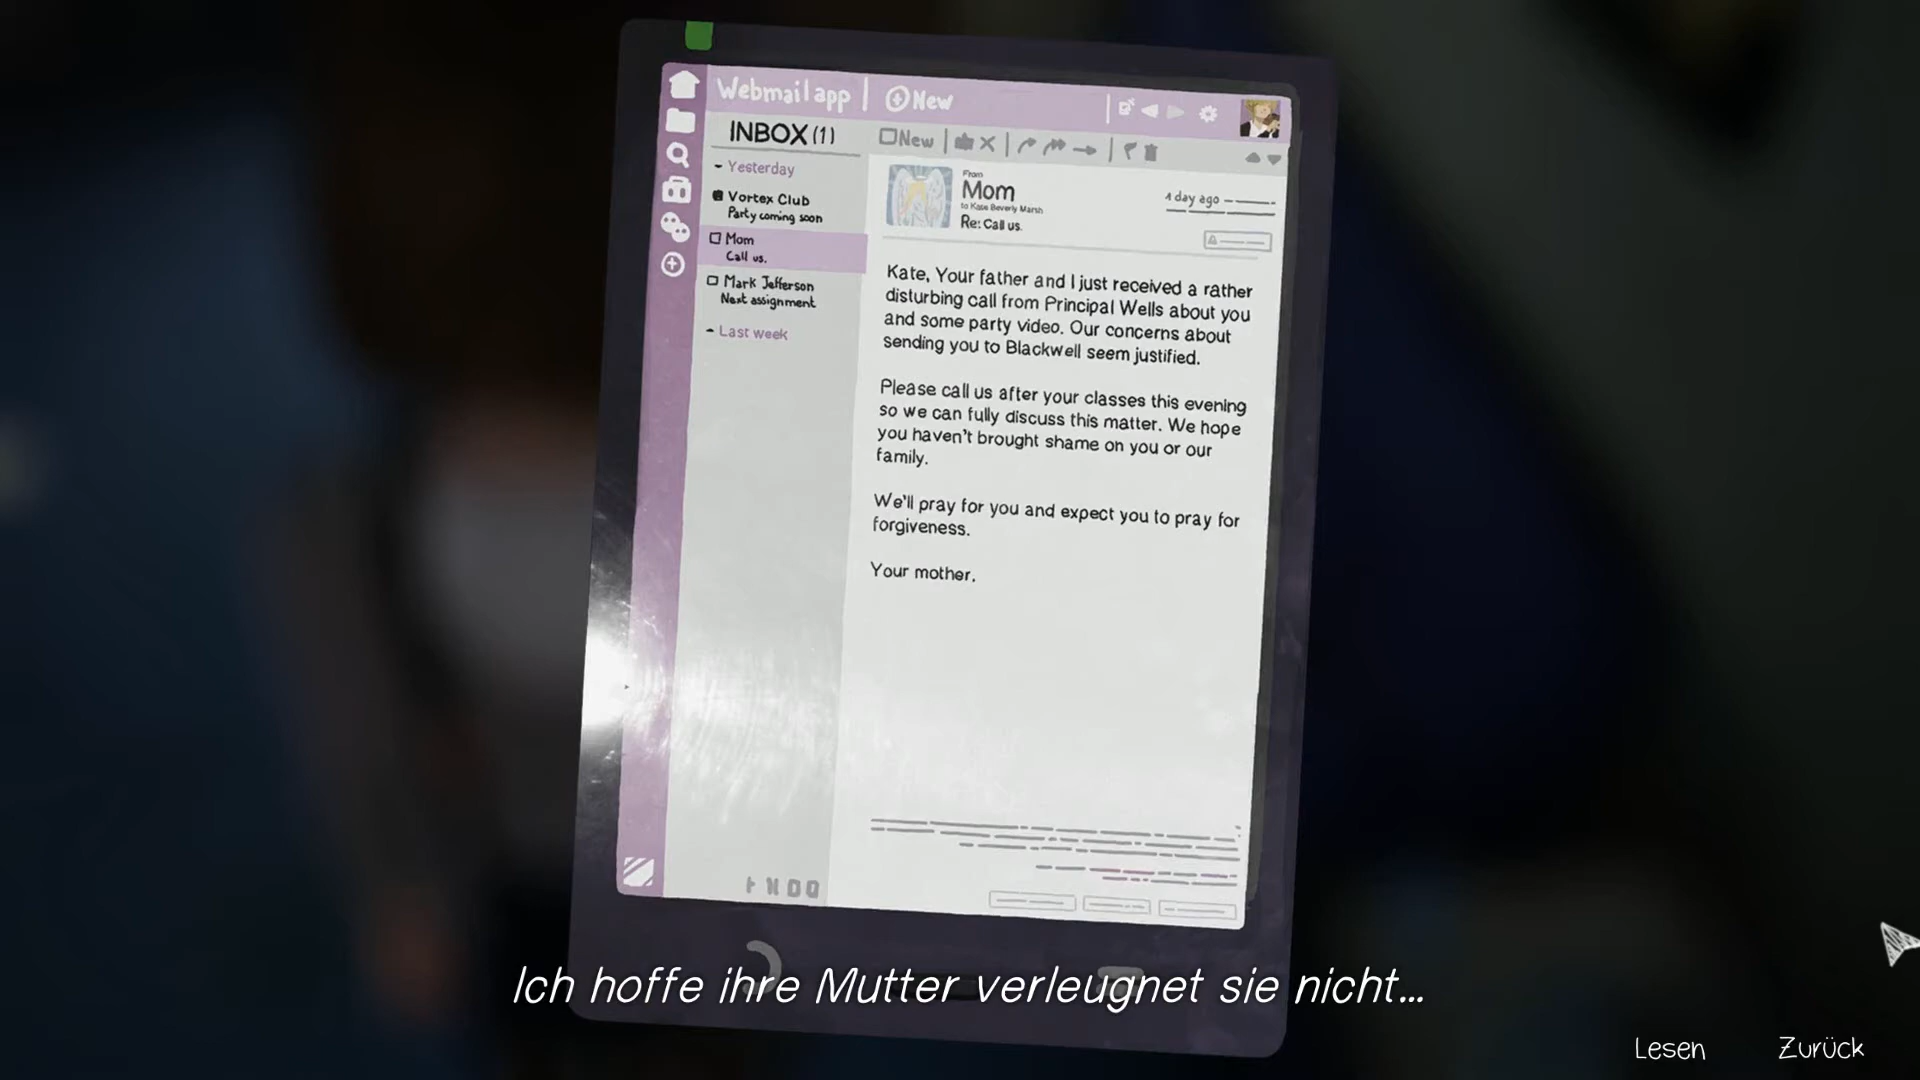 Webmail app | New
INBOX (1)
New
Yesterday
Vortex Club
Party coming soon
Mom
Call us.
Mark Jefferson
Next assignment
Last week
From
Mom
to Kate Beverly Marsh
Re: Call us.
1 day ago
Kate, Your father and I just received a rather
disturbing call from Principal Wells about you
and some party video. Our concerns about
sending you to Blackwell seem justified.
Please call us after your classes this evening
so we can fully discuss this matter. We hope
you haven't brought shame on you or our
family.
We'll pray for you and expect you to pray for
forgiveness.
Your mother.
Ich hoffe ihre Mutter verleugnet sie nicht...
Lesen
Zurück